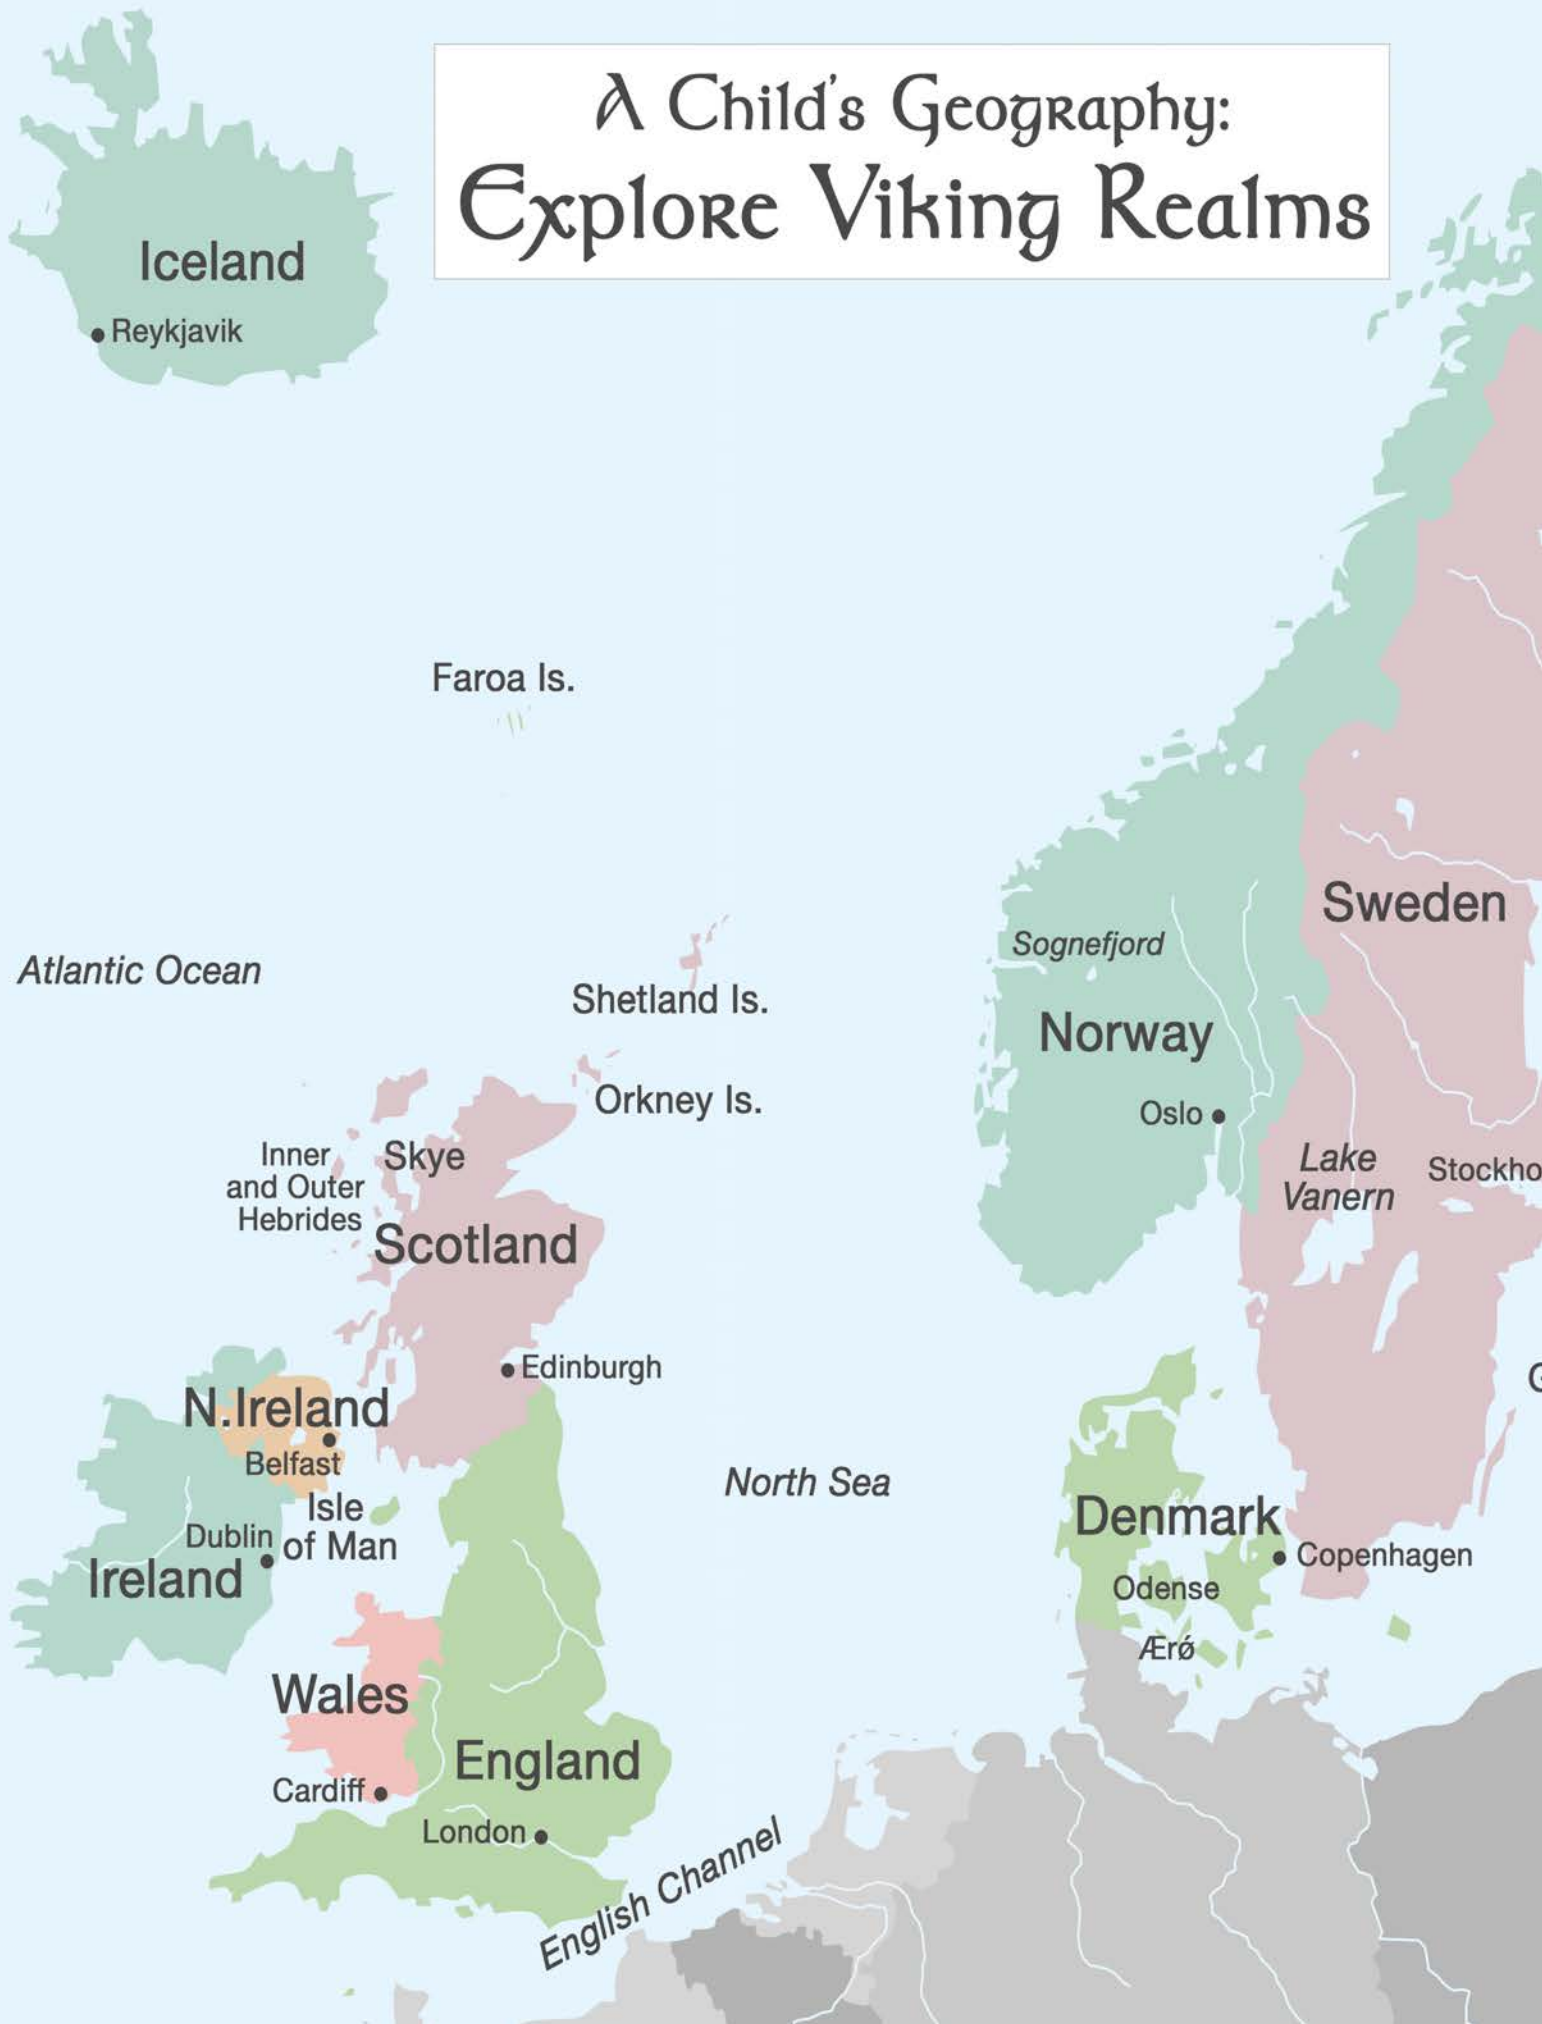 A Child's Geography:
Explore Viking Realms
Iceland
Reykjavik
Faroa Is.
Sweden
Sognefjord
Atlantic Ocean
Shetland Is.
Norway
Orkney Is.
Oslo
Inner
and Outer
Hebrides
Skye
Lake
Vanern
Stockho
Scotland
Edinburgh
G
N.Ireland
Belfast
North Sea
Isle
of Man
Dublin
Ireland
Denmark
Copenhagen
Odense
Ærǿ
Wales
England
Cardiff
London
English Channel